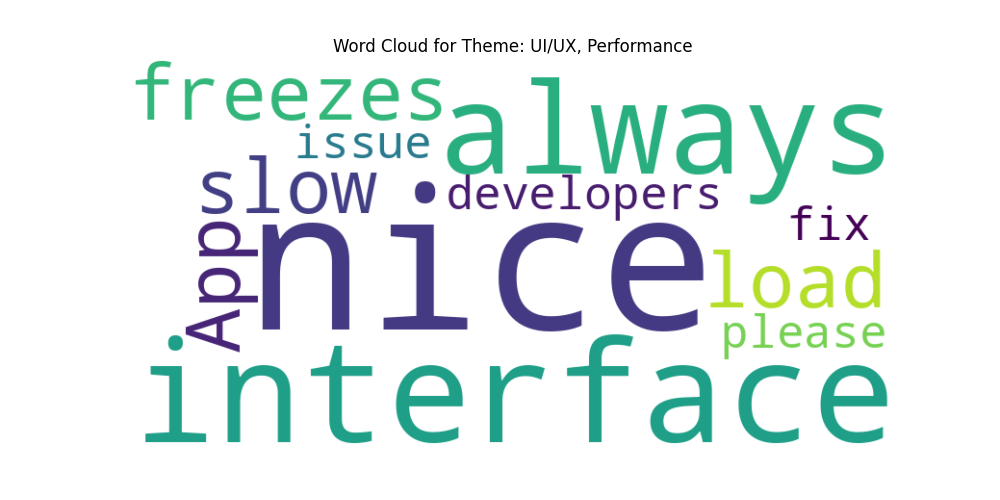 Word Cloud for Theme: UI/UX, Performance
freezes
always
issue
slow
developers
fix
App
nice
load
please
interface